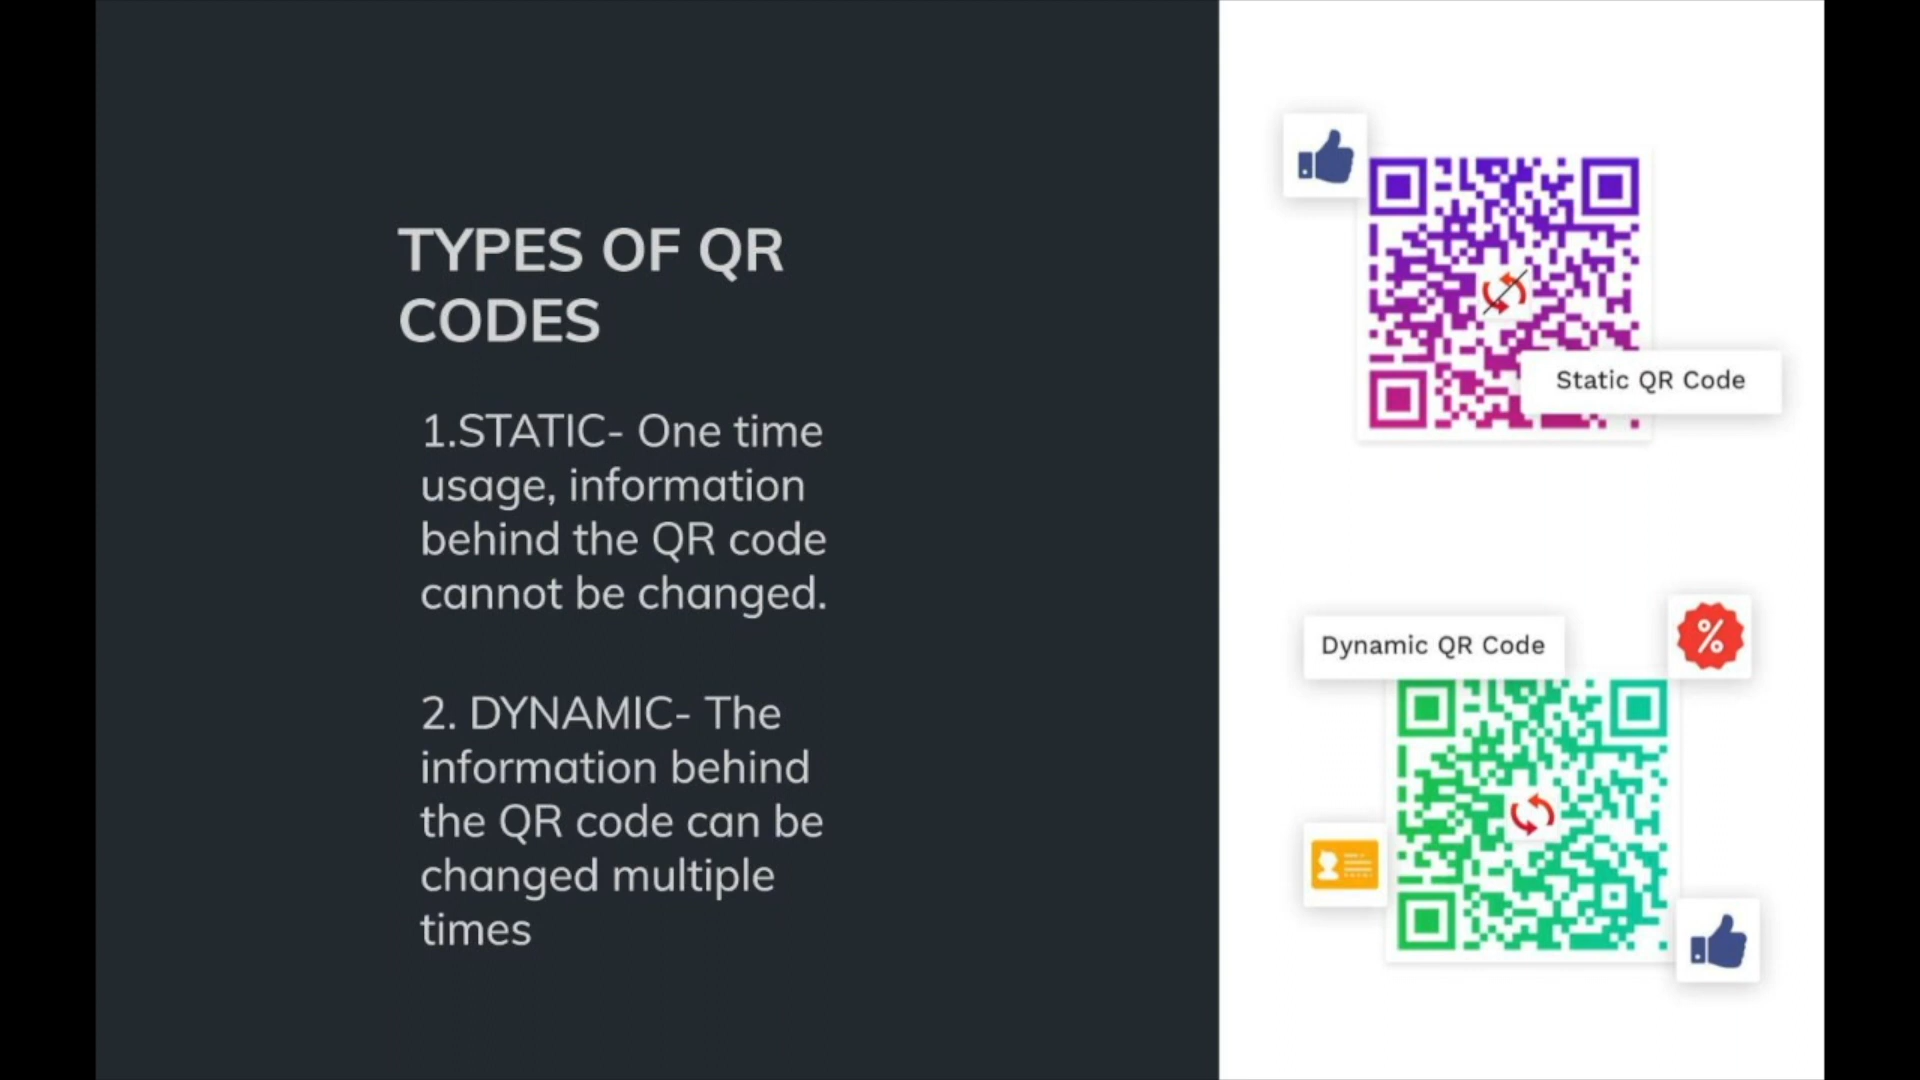 TYPES OF QR
CODES
1.STATIC- One time
usage, information
behind the QR code
cannot be changed.
2. DYNAMIC- The
information behind
the QR code can be
changed multiple
times
Static QR Code
Dynamic QR Code
%